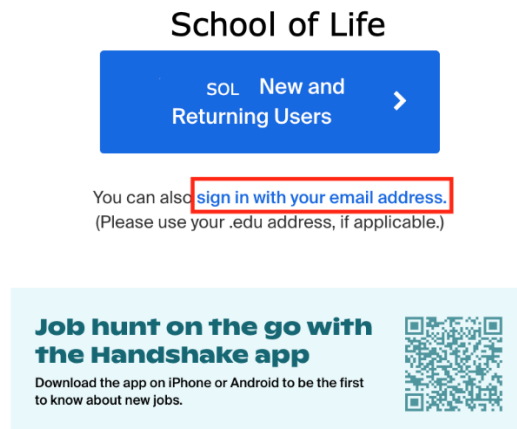 School of Life
SOL New and
Returning Users
You can also sign in with your email address.
(Please use your .edu address, if applicable.)
Job hunt on the go with
the Handshake app
Download the app on iPhone or Android to be the first
to know about new jobs.